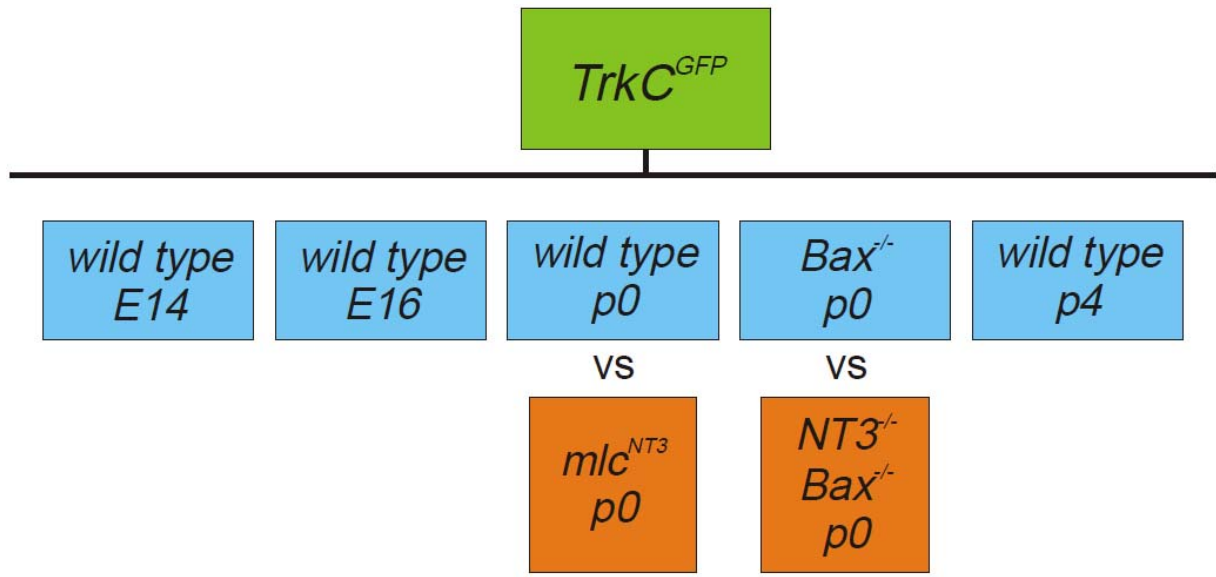 TrkC^GFP
wild type
E14
wild type
E16
wild type
p0
Bax^-/-
p0
wild type
p4
vs
vs
mlc^NT3
p0
NT3^-/-
Bax^-/-
p0